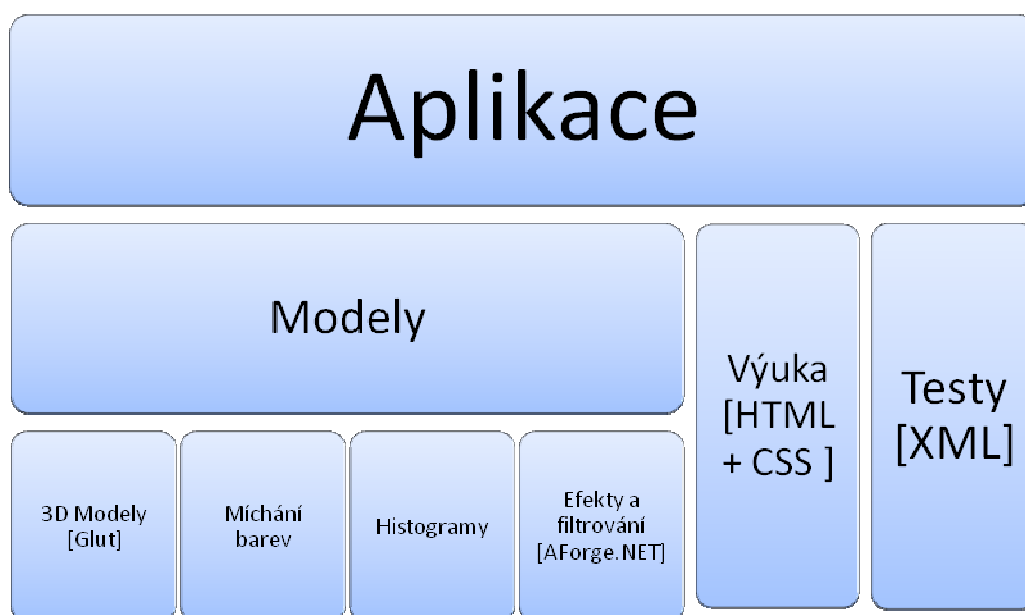 Aplikace
Modely
Výuka
[HTML
+ CSS ]
Testy
[XML]
3D Modely
[Glut]
Míchání
barev
Histogramy
Efekty a
filtrování
[AForge.NET]